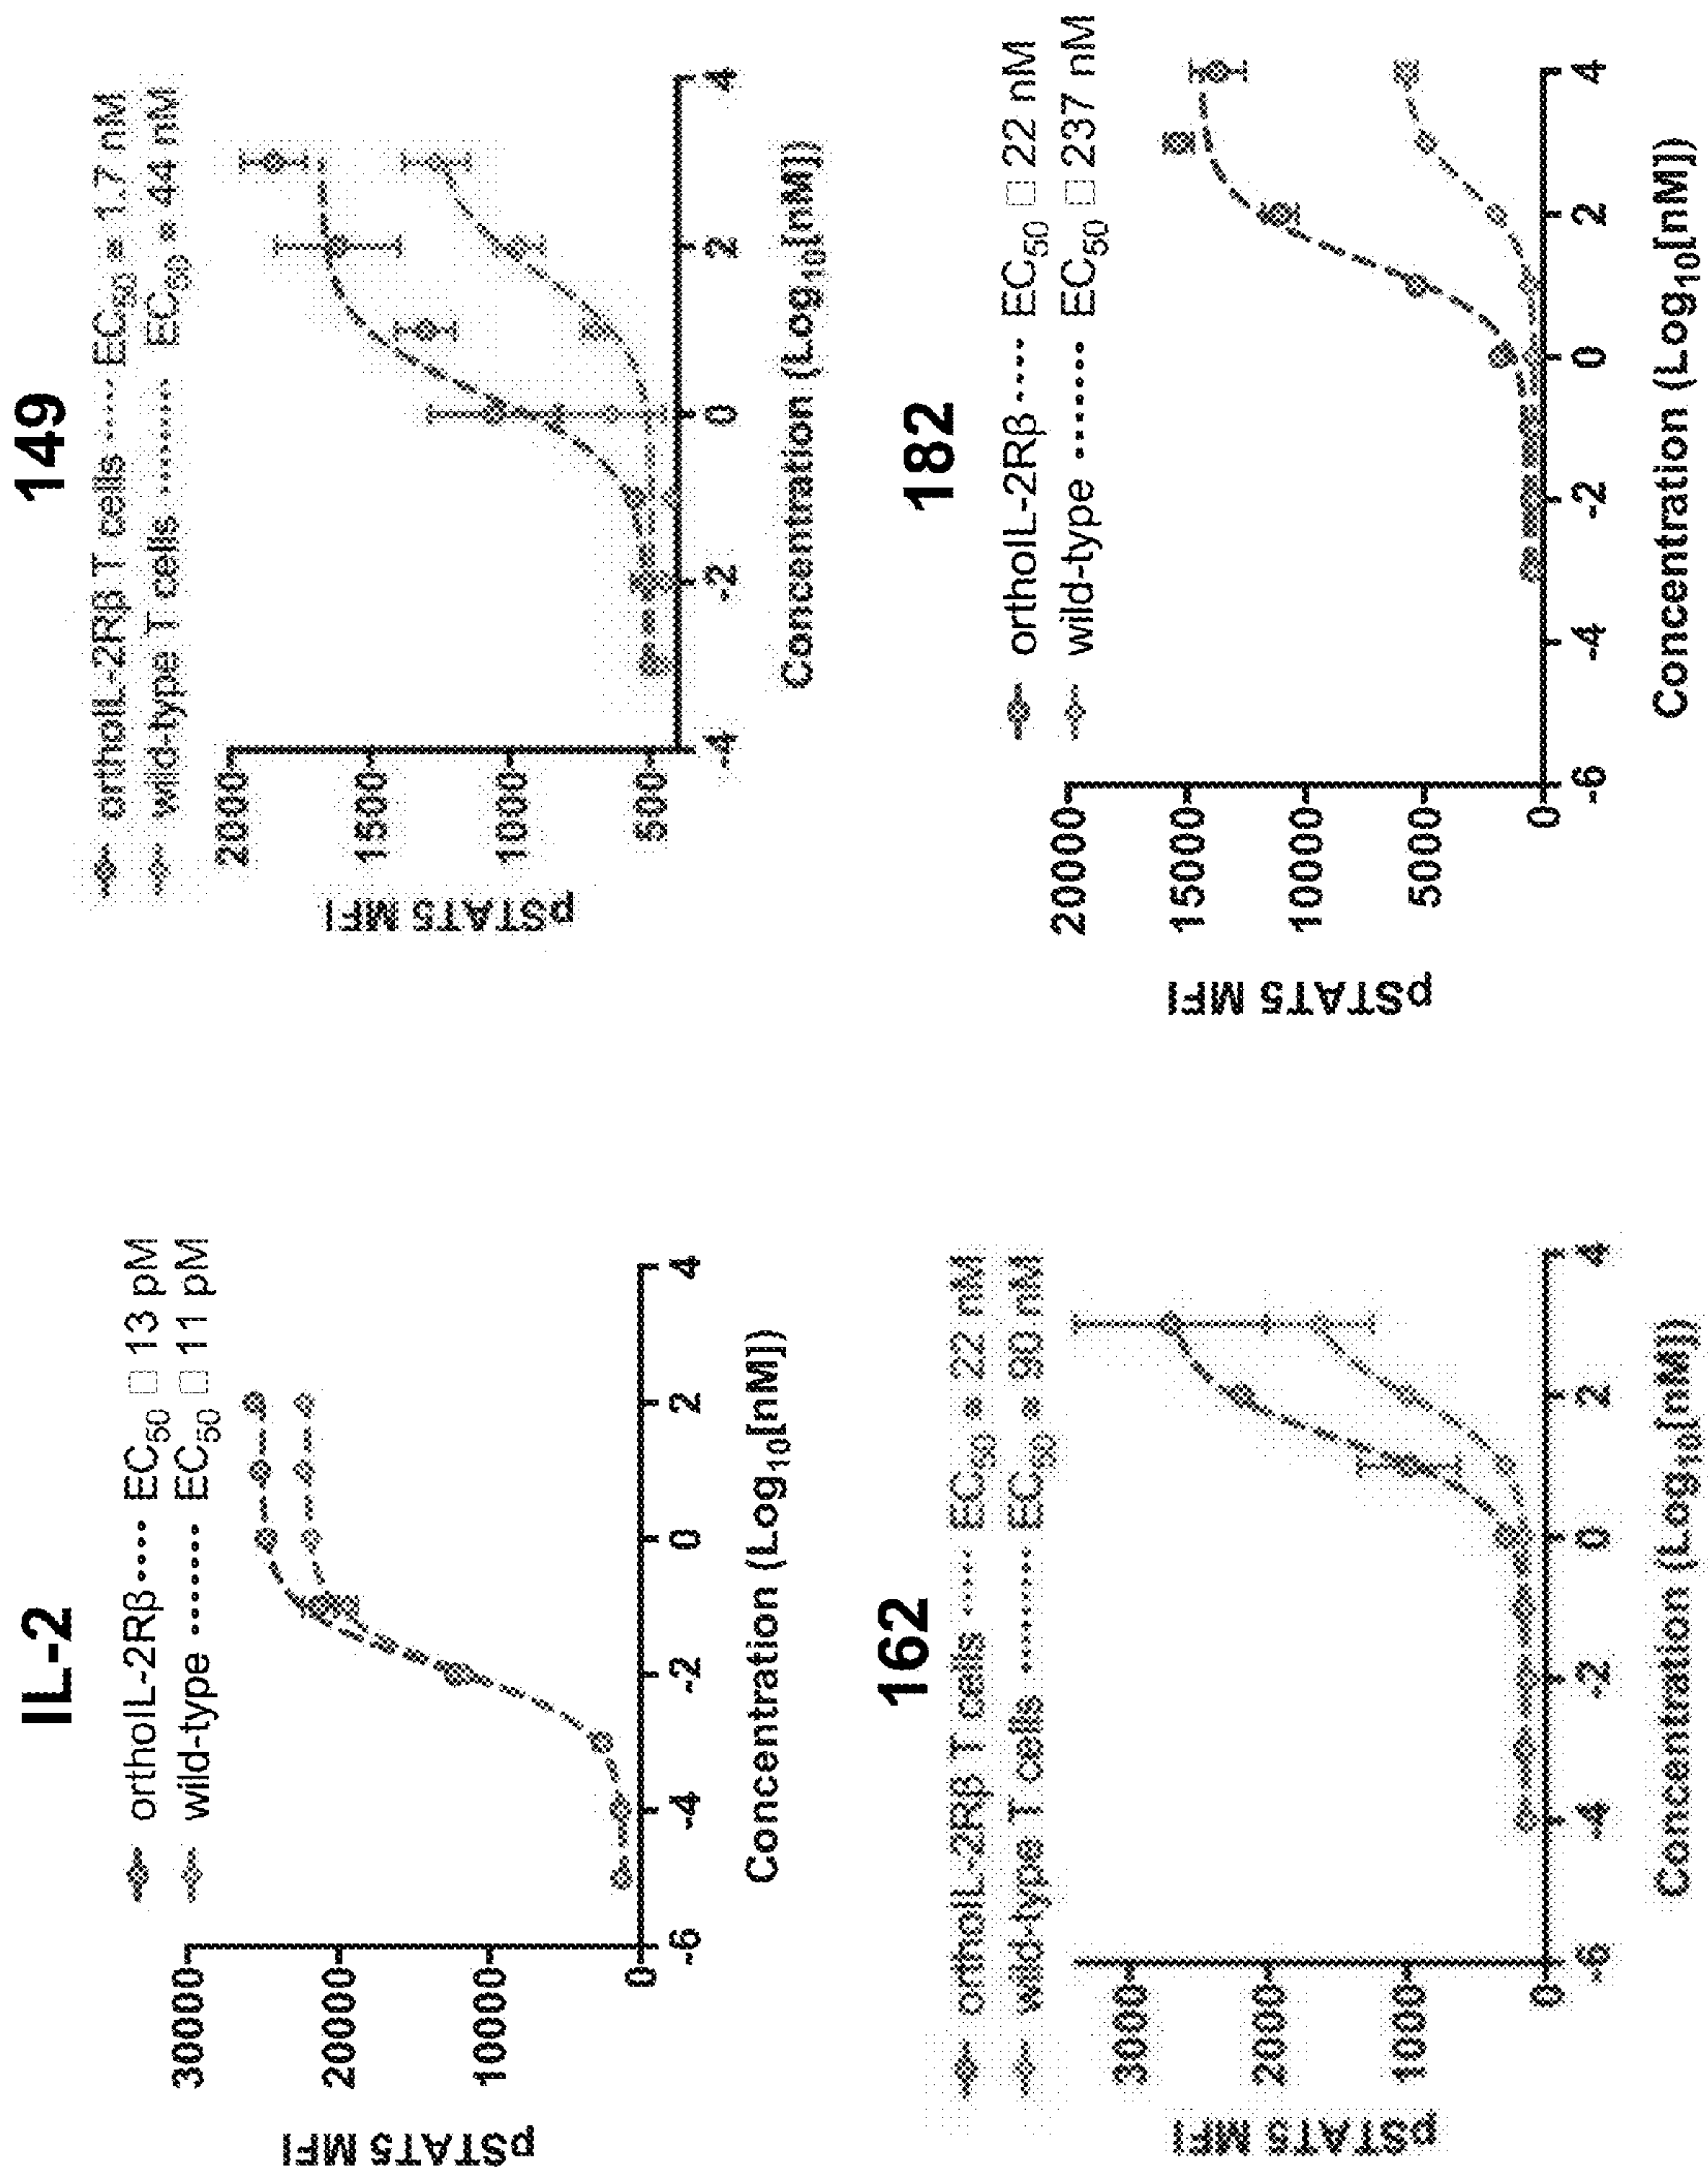 IL-2
orthoIL-2Rβ EC50 □ 13 pM
wild-type EC50 □ 11 pM
pSTAT5 MFI
30000
20000
10000
0
-6 -4 -2 0 2 4
Concentration (Log10[nM])
149
orthoIL-2Rβ T cells EC50 = 1.7 nM
wild-type T cells EC50 = 44 nM
pSTAT5 MFI
2000
1500
1000
500
-4 -2 0 2 4
Concentration (Log10[nM])
162
orthoIL-2Rβ T cells EC50 = 22 nM
wild-type T cells EC50 = 90 nM
pSTAT5 MFI
3000
2000
1000
0
-6 -4 -2 0 2 4
Concentration (Log10[nM])
182
orthoIL-2Rβ EC50 □ 22 nM
wild-type EC50 □ 237 nM
pSTAT5 MFI
20000
15000
10000
5000
0
-6 -4 -2 0 2 4
Concentration (Log10[nM])